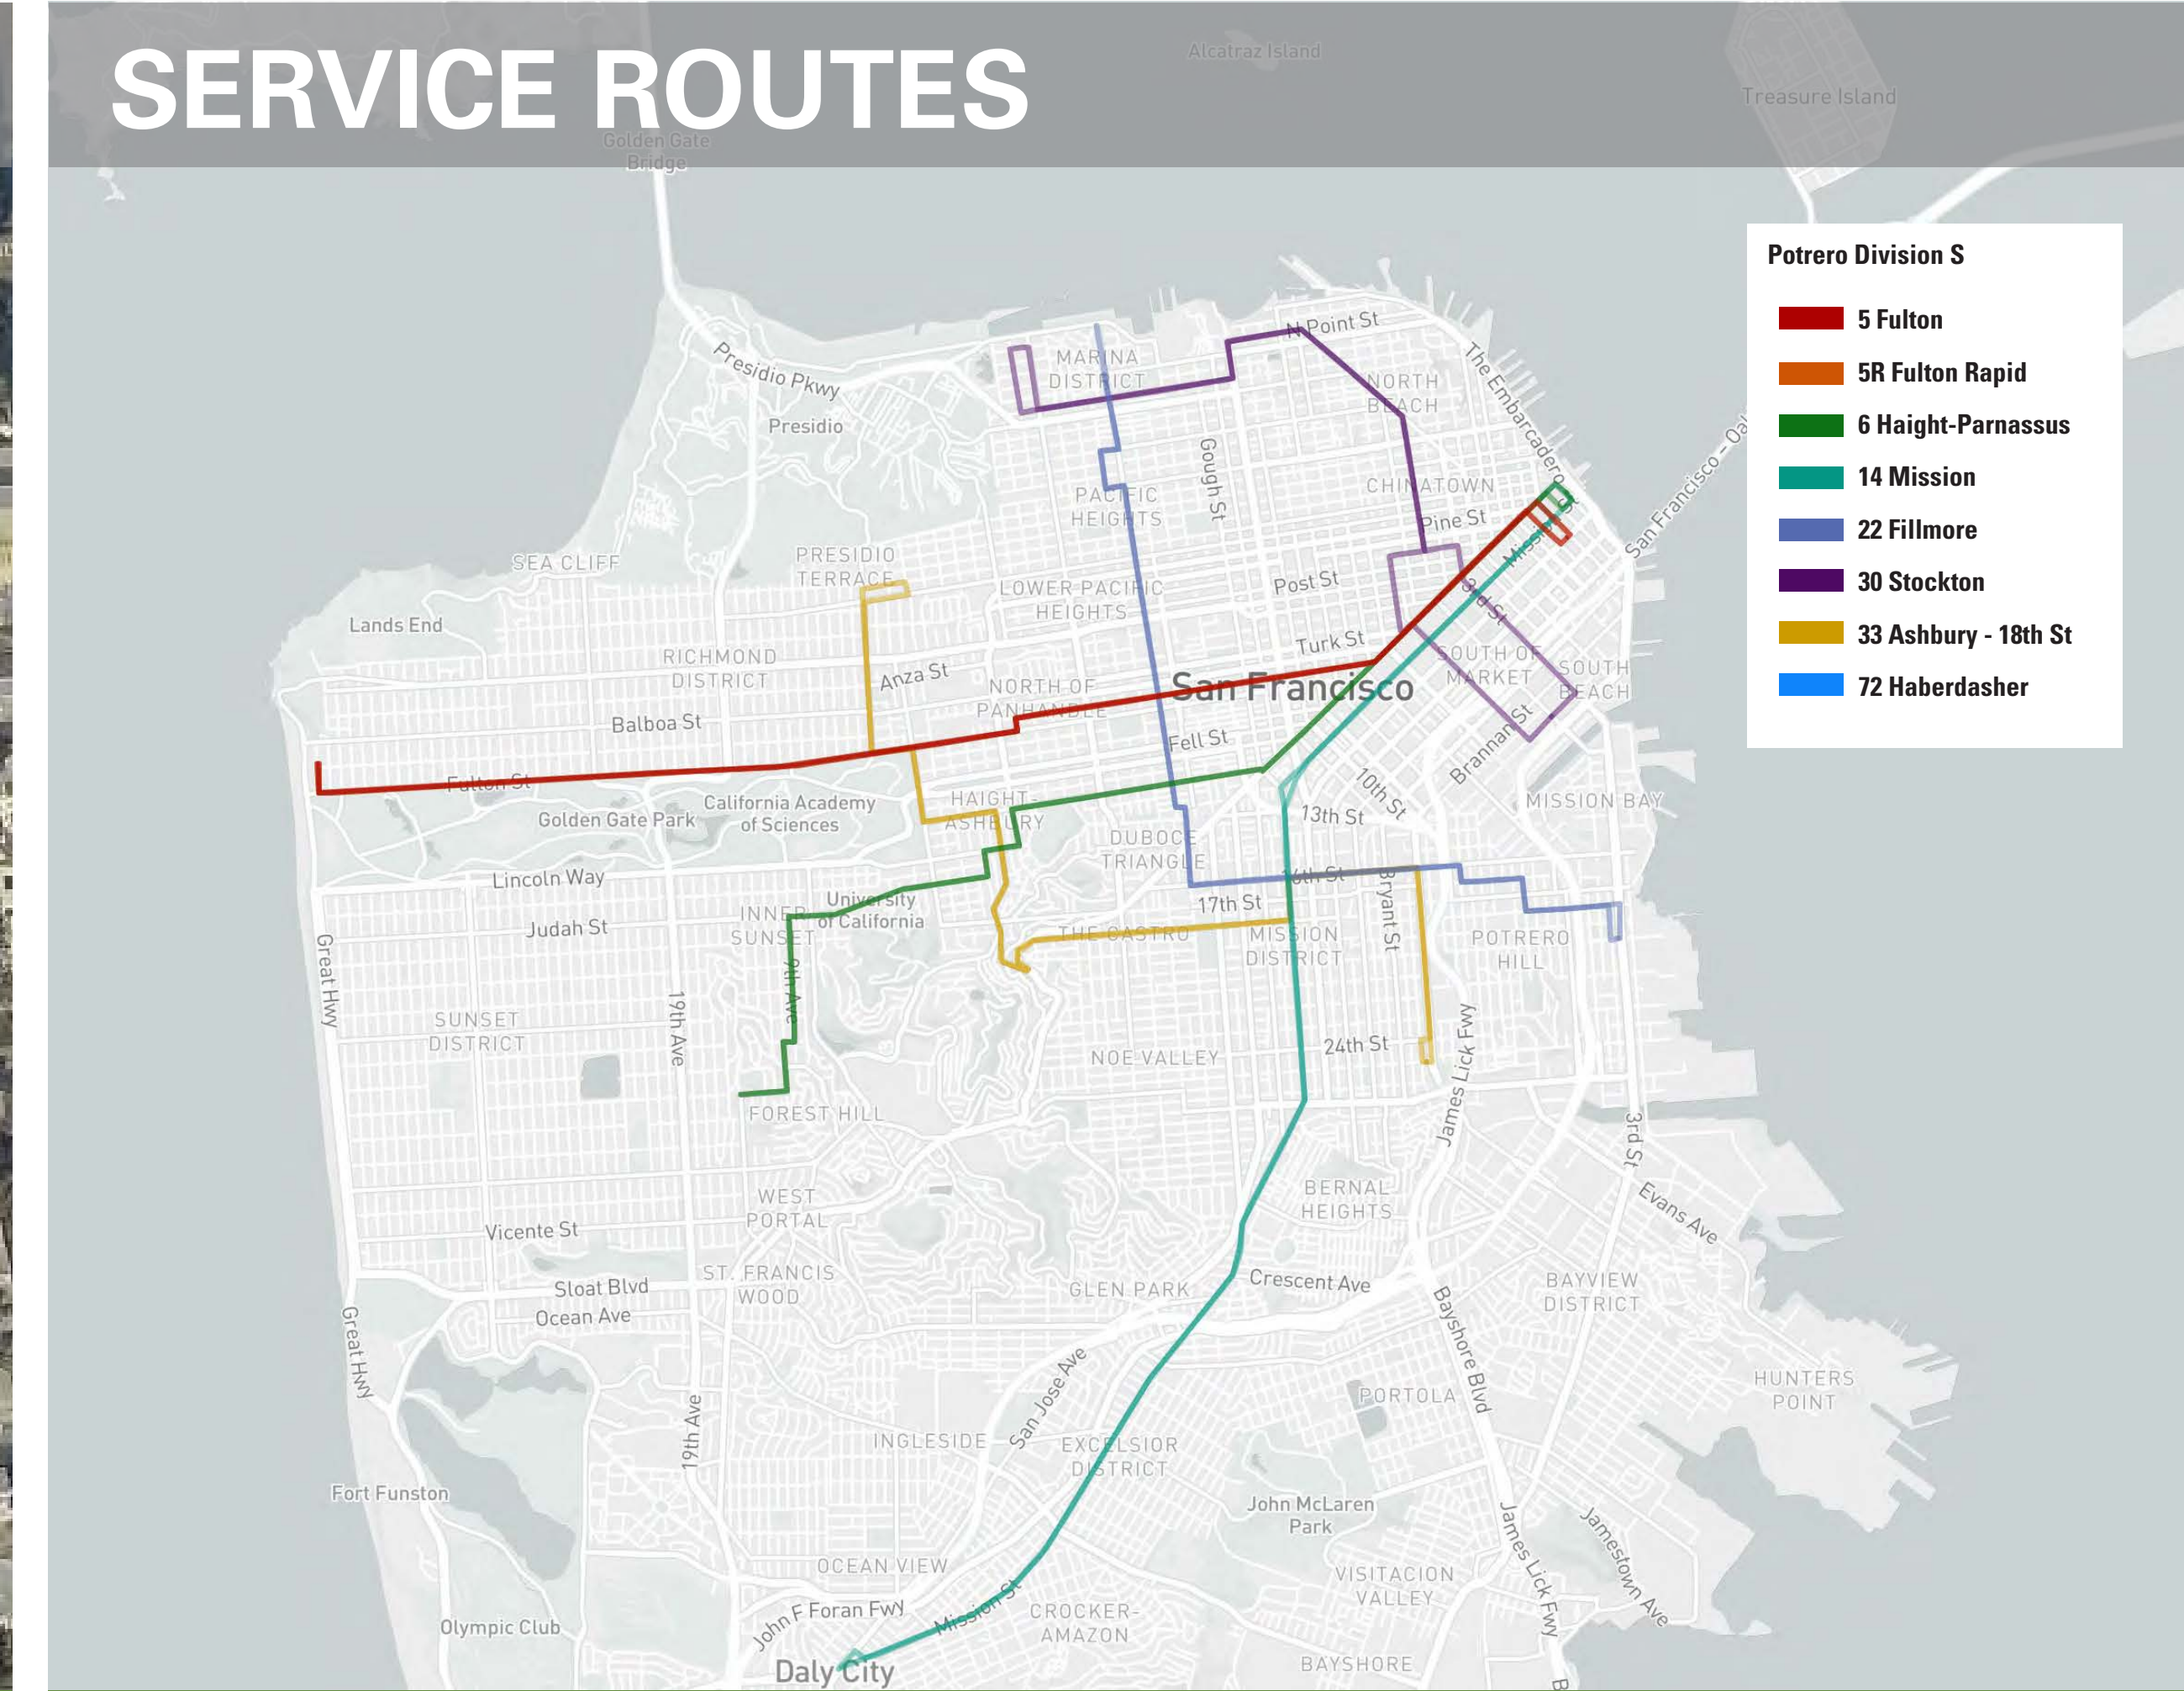 SERVICE ROUTES
Alcatraz Island
Treasure Island
Golden Gate
Bridge
Potrero Division S
5 Fulton
5R Fulton Rapid
6 Haight-Parnassus
14 Mission
22 Fillmore
30 Stockton
33 Ashbury - 18th St
72 Haberdasher
San Francisco - Oa
N Point St
The Embarcadero
Presidio Pkwy
MARINA
DISTRICT
NORTH
BEACH
Presidio
Gough St
CHINATOWN
PACIFIC
HEIGHTS
Pine St
Mission St
SEA CLIFF
PRESIDIO
TERRACE
LOWER PACIFIC
HEIGHTS
Post St
3rd St
Lands End
Turk St
RICHMOND
DISTRICT
Anza St
SOUTH OF
MARKET
SOUTH
BEACH
NORTH OF
PANHANDLE
San Francisco
Balboa St
Fell St
Brannan St
Fulton St
10th St
California Academy
of Sciences
HAIGHT-
ASHBURY
MISSION BAY
Golden Gate Park
13th St
DUBOCE
TRIANGLE
Lincoln Way
16th St
Bryant St
University
of California
17th St
INNER
SUNSET
Judah St
THE CASTRO
MISSION
DISTRICT
POTRERO
HILL
Great Hwy
9th Ave
19th Ave
SUNSET
DISTRICT
24th St
NOE VALLEY
James Lick Fwy
FOREST HILL
3rd St
WEST
PORTAL
BERNAL
HEIGHTS
Evans Ave
Vicente St
ST. FRANCIS
WOOD
Sloat Blvd
Ocean Ave
GLEN PARK
Crescent Ave
BAYVIEW
DISTRICT
Great Hwy
Bayshore Blvd
San Jose Ave
PORTOLA
HUNTERS
POINT
19th Ave
INGLESIDE
EXCELSIOR
DISTRICT
Fort Funston
John McLaren
Park
James Lick Fwy
Jamestown Ave
OCEAN VIEW
VISITACION
VALLEY
John F Foran Fwy
Mission St
CROCKER-
AMAZON
Olympic Club
Daly City
BAYSHORE
B